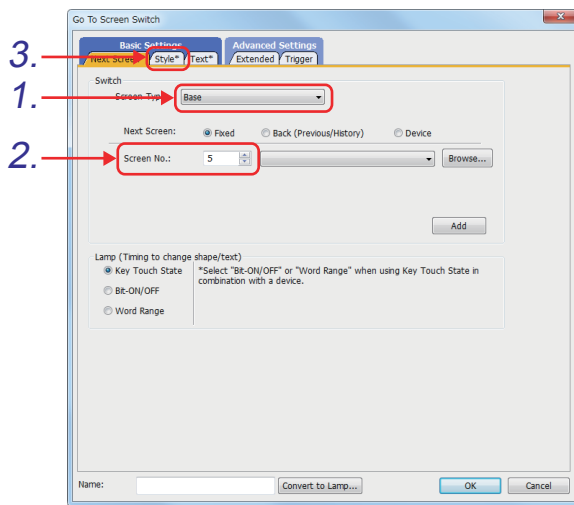 Go To Screen Switch
Basic Settings Advanced Settings
3.
Next Screen Style* Text* Extended Trigger
Switch
1.
Screen Type: Base
Next Screen: Fixed Back (Previous/History) Device
2.
Screen No.: 5 Browse...
Add
Lamp (Timing to change shape/text)
Key Touch State *Select "Bit-ON/OFF" or "Word Range" when using Key Touch State in
combination with a device.
Bit-ON/OFF
Word Range
Name: Convert to Lamp... OK Cancel